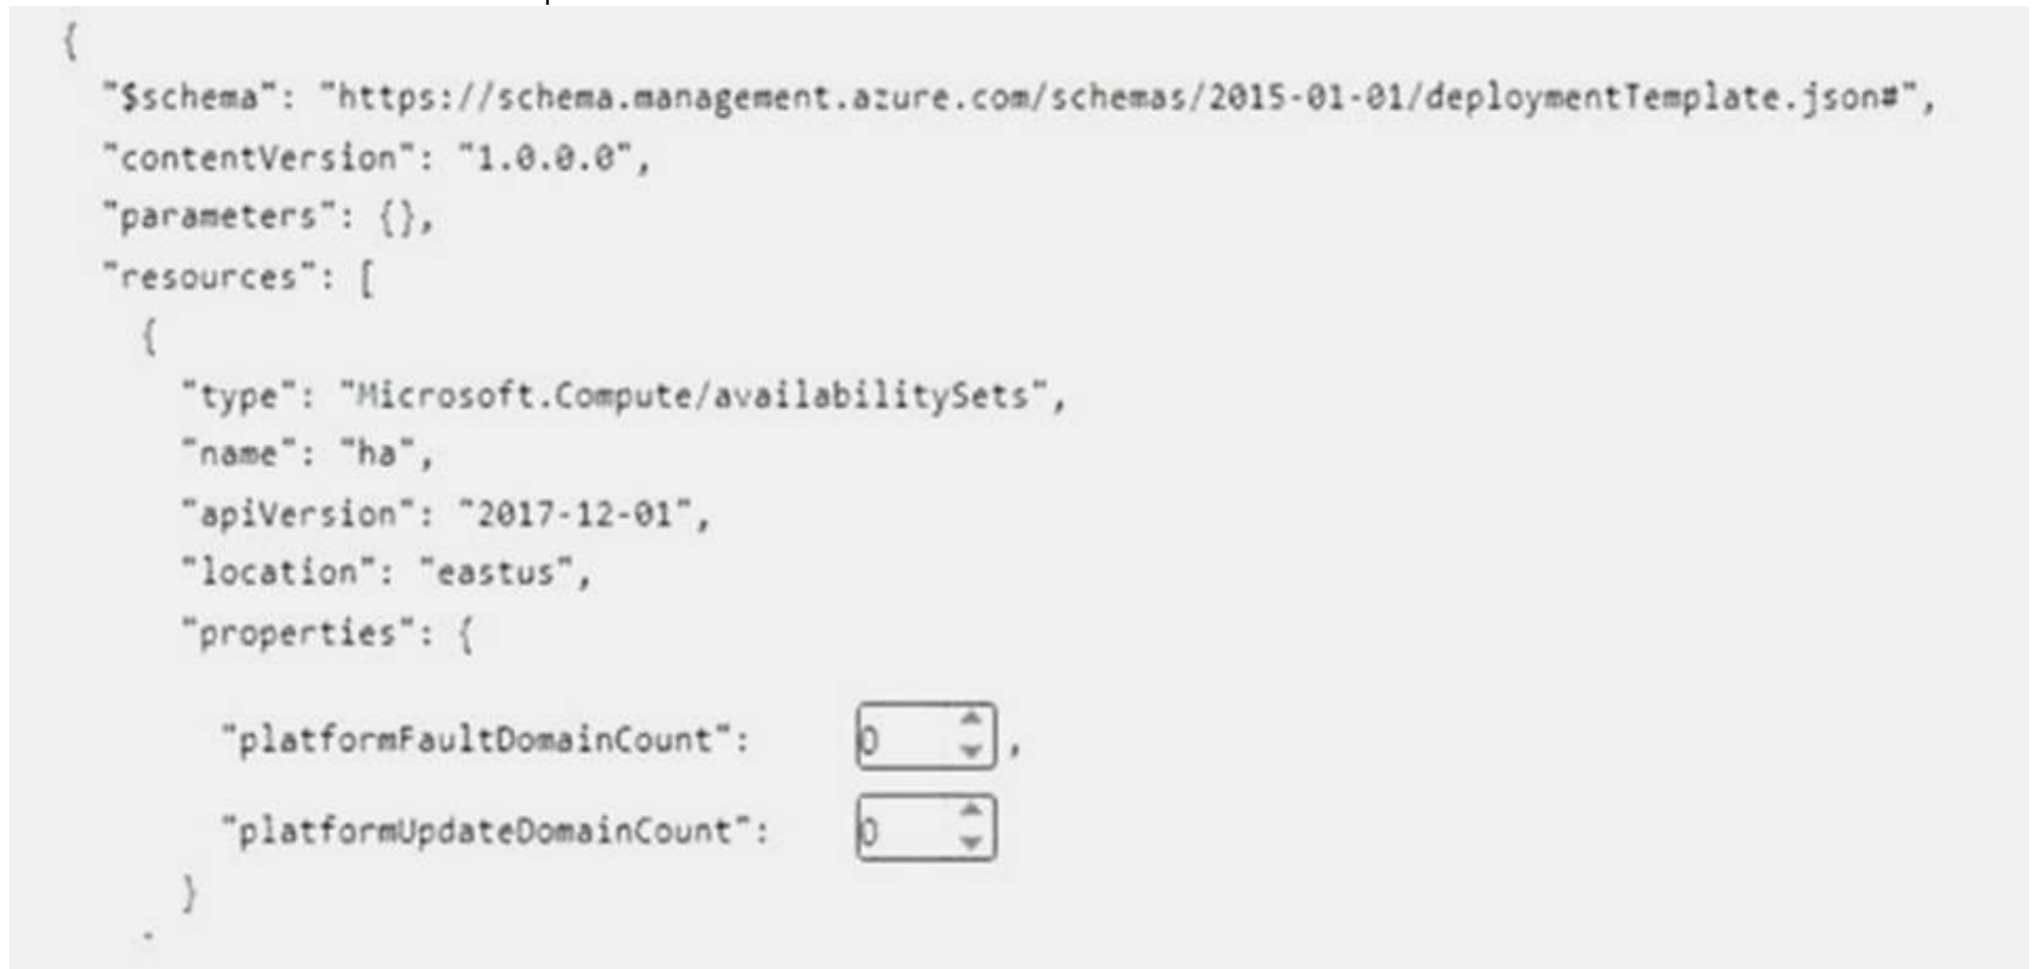 {
"$schema": "https://schema.management.azure.com/schemas/2015-01-01/deploymentTemplate.json#",
"contentVersion": "1.0.0.0",
"parameters": {},
"resources": [
{
"type": "Microsoft.Compute/availabilitySets",
"name": "ha",
"apiVersion": "2017-12-01",
"location": "eastus",
"properties": {
"platformFaultDomainCount": 0 ,
"platformUpdateDomainCount": 0
}